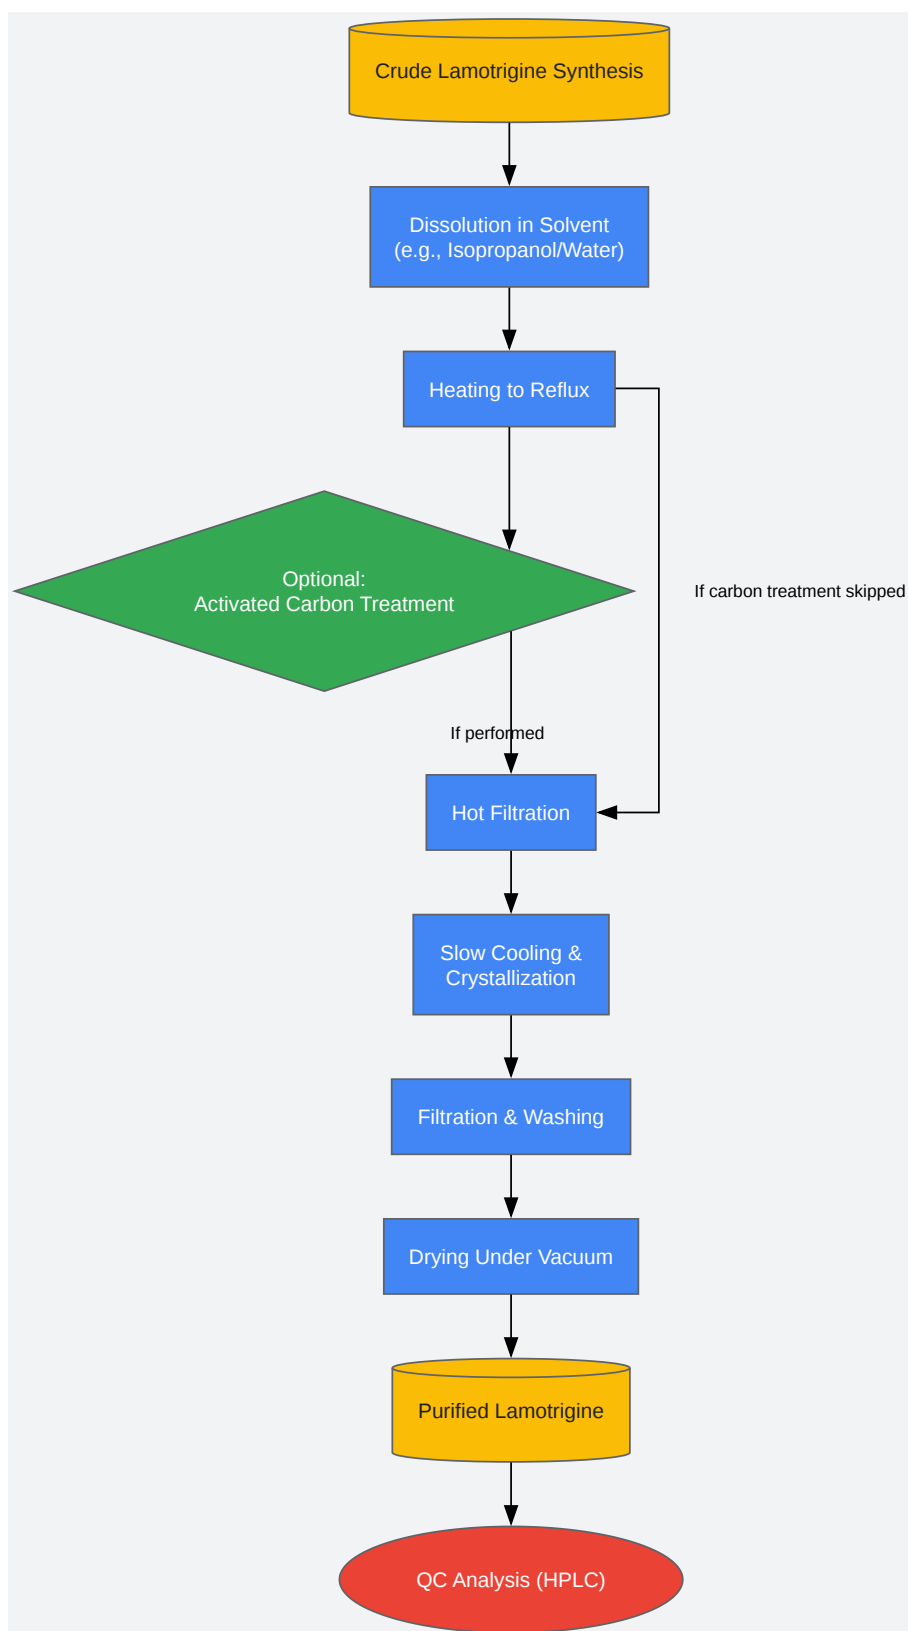 Crude Lamotrigine Synthesis
Dissolution in Solvent
(e.g., Isopropanol/Water)
Heating to Reflux
Optional:
Activated Carbon Treatment
If carbon treatment skipped
If performed
Hot Filtration
Slow Cooling &
Crystallization
Filtration & Washing
Drying Under Vacuum
Purified Lamotrigine
QC Analysis (HPLC)